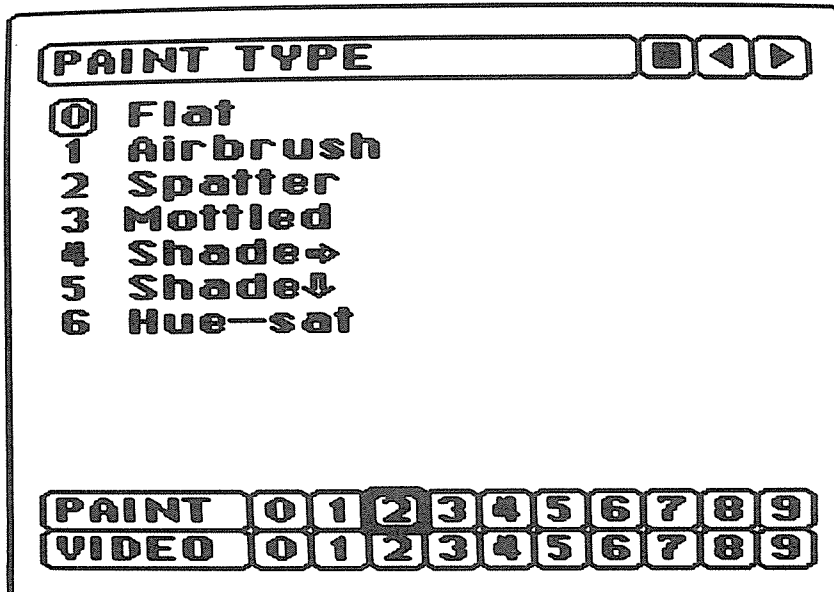 PAINT TYPE
0 Flat
1 Airbrush
2 Spatter
3 Mottled
4 Shade⇨
5 Shade⇩
6 Hue-sat
PAINT 0 1 2 3 4 5 6 7 8 9
VIDEO 0 1 2 3 4 5 6 7 8 9